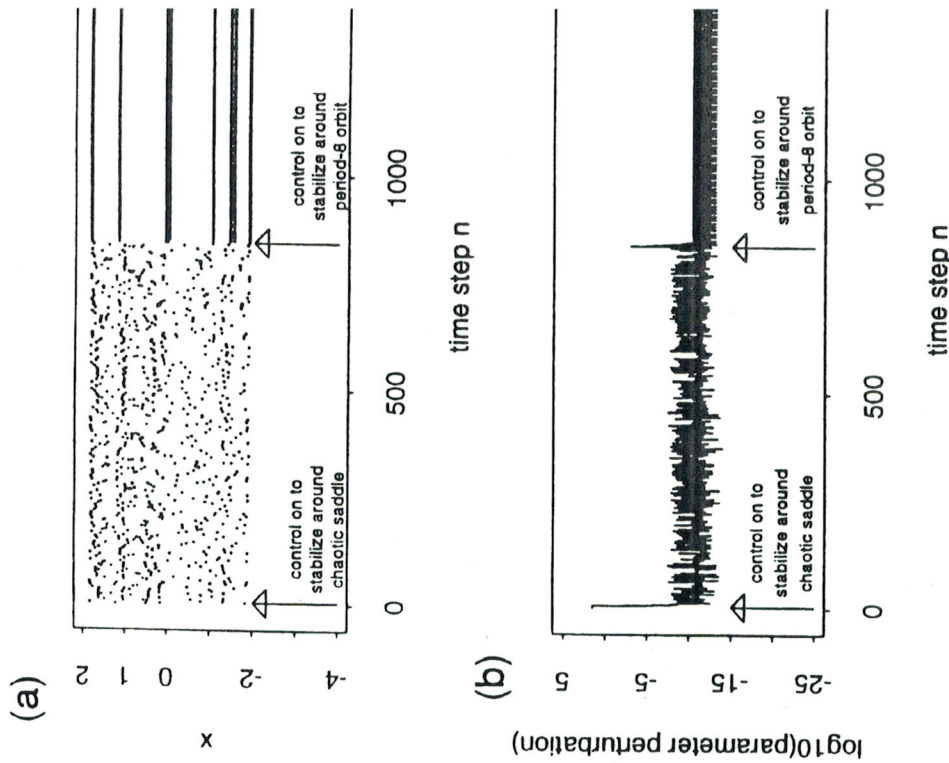 (a)
x
2
1
0
-2
-4
control on to
stabilize around
chaotic saddle
control on to
stabilize around
period-8 orbit
0
500
1000
time step n
(b)
log10(parameter perturbation)
5
-5
-15
-25
control on to
stabilize around
chaotic saddle
control on to
stabilize around
period-8 orbit
0
500
1000
time step n